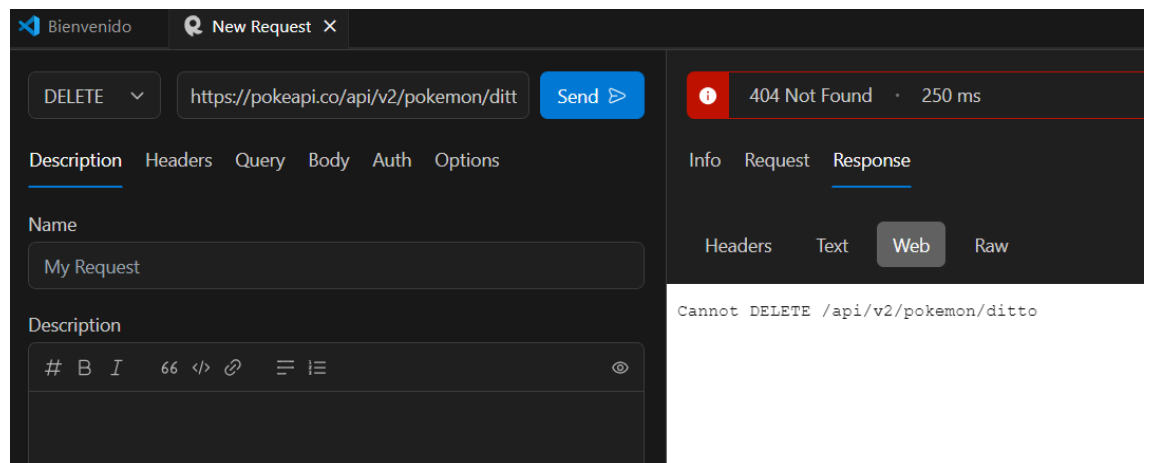 Bienvenido New Request
DELETE https://pokeapi.co/api/v2/pokemon/ditt Send
Description Headers Query Body Auth Options
Name
My Request
Description
# B I 66 </>
404 Not Found · 250 ms
Info Request Response
Headers Text Web Raw
Cannot DELETE /api/v2/pokemon/ditto